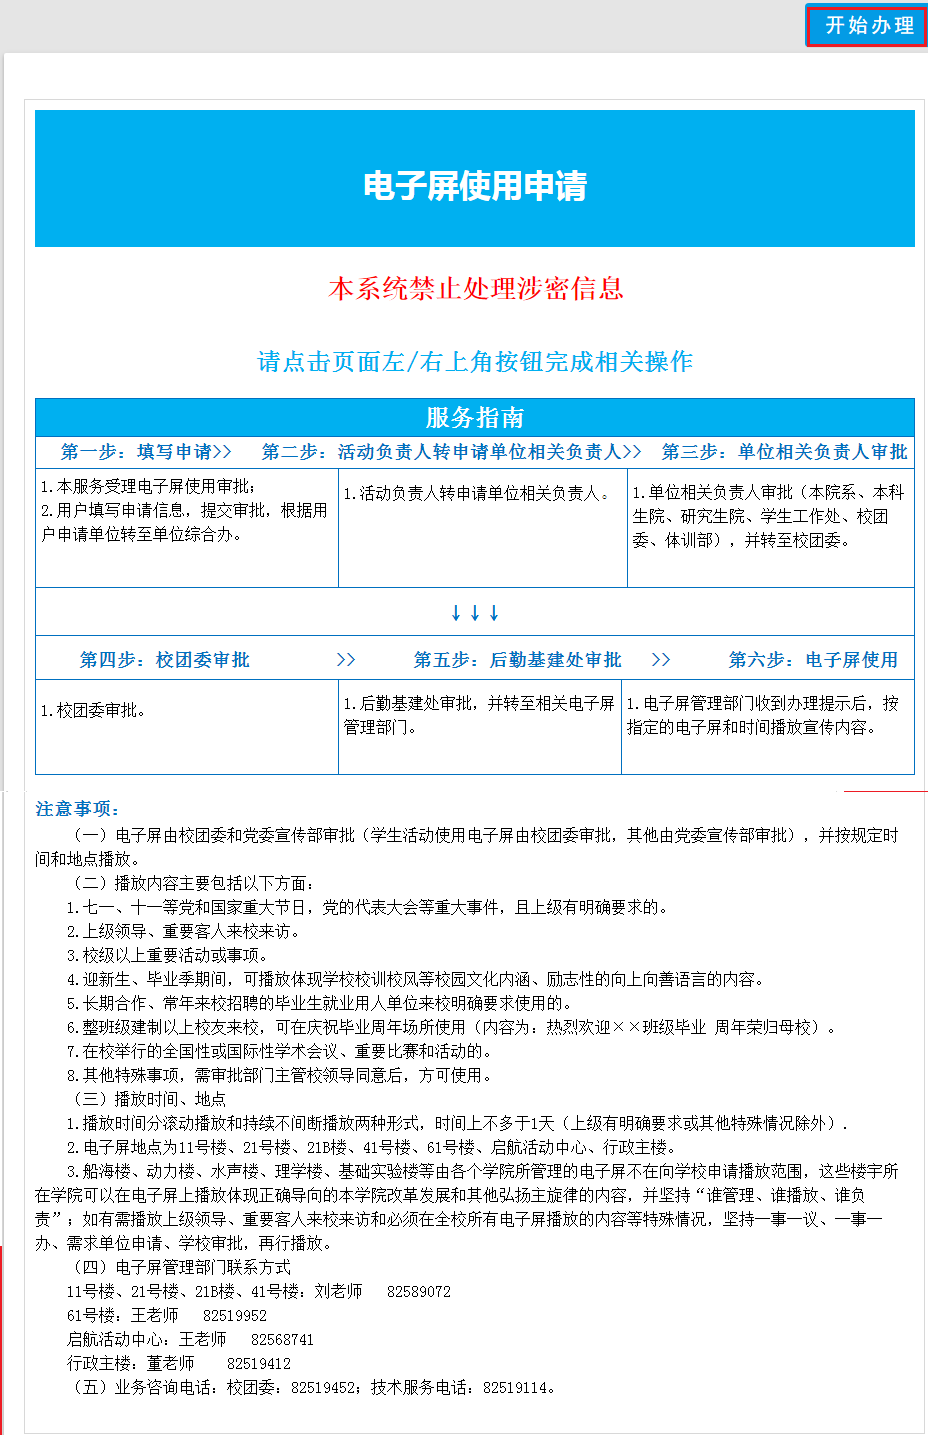 开始办理
电子屏使用申请
本系统禁止处理涉密信息
请点击页面左/右上角按钮完成相关操作
服务指南
第一步：填写申请>> 第二步：活动负责人转申请单位相关负责人>> 第三步：单位相关负责人审批
1.本服务受理电子屏使用审批；
2.用户填写申请信息，提交审批，根据用
户申请单位转至单位综合办。
1.活动负责人转申请单位相关负责人。
1.单位相关负责人审批（本院系、本科
生院、研究生院、学生工作处、校团
委、体训部），并转至校团委。
↓↓↓
第四步：校团委审批 >> 第五步：后勤基建处审批 >> 第六步：电子屏使用
1.校团委审批。
1.后勤基建处审批，并转至相关电子屏
管理部门。
1.电子屏管理部门收到办理提示后，按
指定的电子屏和时间播放宣传内容。
注意事项：
（一）电子屏由校团委和党委宣传部审批（学生活动使用电子屏由校团委审批，其他由党委宣传部审批），并按规定时
间和地点播放。
（二）播放内容主要包括以下方面：
1.七一、十一等党和国家重大节日，党的代表大会等重大事件，且上级有明确要求的。
2.上级领导、重要客人来校来访。
3.校级以上重要活动或事项。
4.迎新生、毕业季期间，可播放体现学校校训校风等校园文化内涵、励志性的向上向善语言的内容。
5.长期合作、常年来校招聘的毕业生就业用人单位来校明确要求使用的。
6.整班级建制以上校友来校，可在庆祝毕业周年场所使用（内容为：热烈欢迎××班级毕业 周年荣归母校）。
7.在校举行的全国性或国际性学术会议、重要比赛和活动的。
8.其他特殊事项，需审批部门主管校领导同意后，方可使用。
（三）播放时间、地点
1.播放时间分滚动播放和持续不间断播放两种形式，时间上不多于1天（上级有明确要求或其他特殊情况除外）.
2.电子屏地点为11号楼、21号楼、21B楼、41号楼、61号楼、启航活动中心、行政主楼。
3.船海楼、动力楼、水声楼、理学楼、基础实验楼等由各个学院所管理的电子屏不在向学校申请播放范围，这些楼宇所
在学院可以在电子屏上播放体现正确导向的本学院改革发展和其他弘扬主旋律的内容，并坚持“谁管理、谁播放、谁负
责”；如有需播放上级领导、重要客人来校来访和必须在全校所有电子屏播放的内容等特殊情况，坚持一事一议、一事一
办、需求单位申请、学校审批，再行播放。
（四）电子屏管理部门联系方式
11号楼、21号楼、21B楼、41号楼：刘老师 82589072
61号楼：王老师 82519952
启航活动中心：王老师 82568741
行政主楼：董老师 82519412
（五）业务咨询电话：校团委：82519452；技术服务电话：82519114。